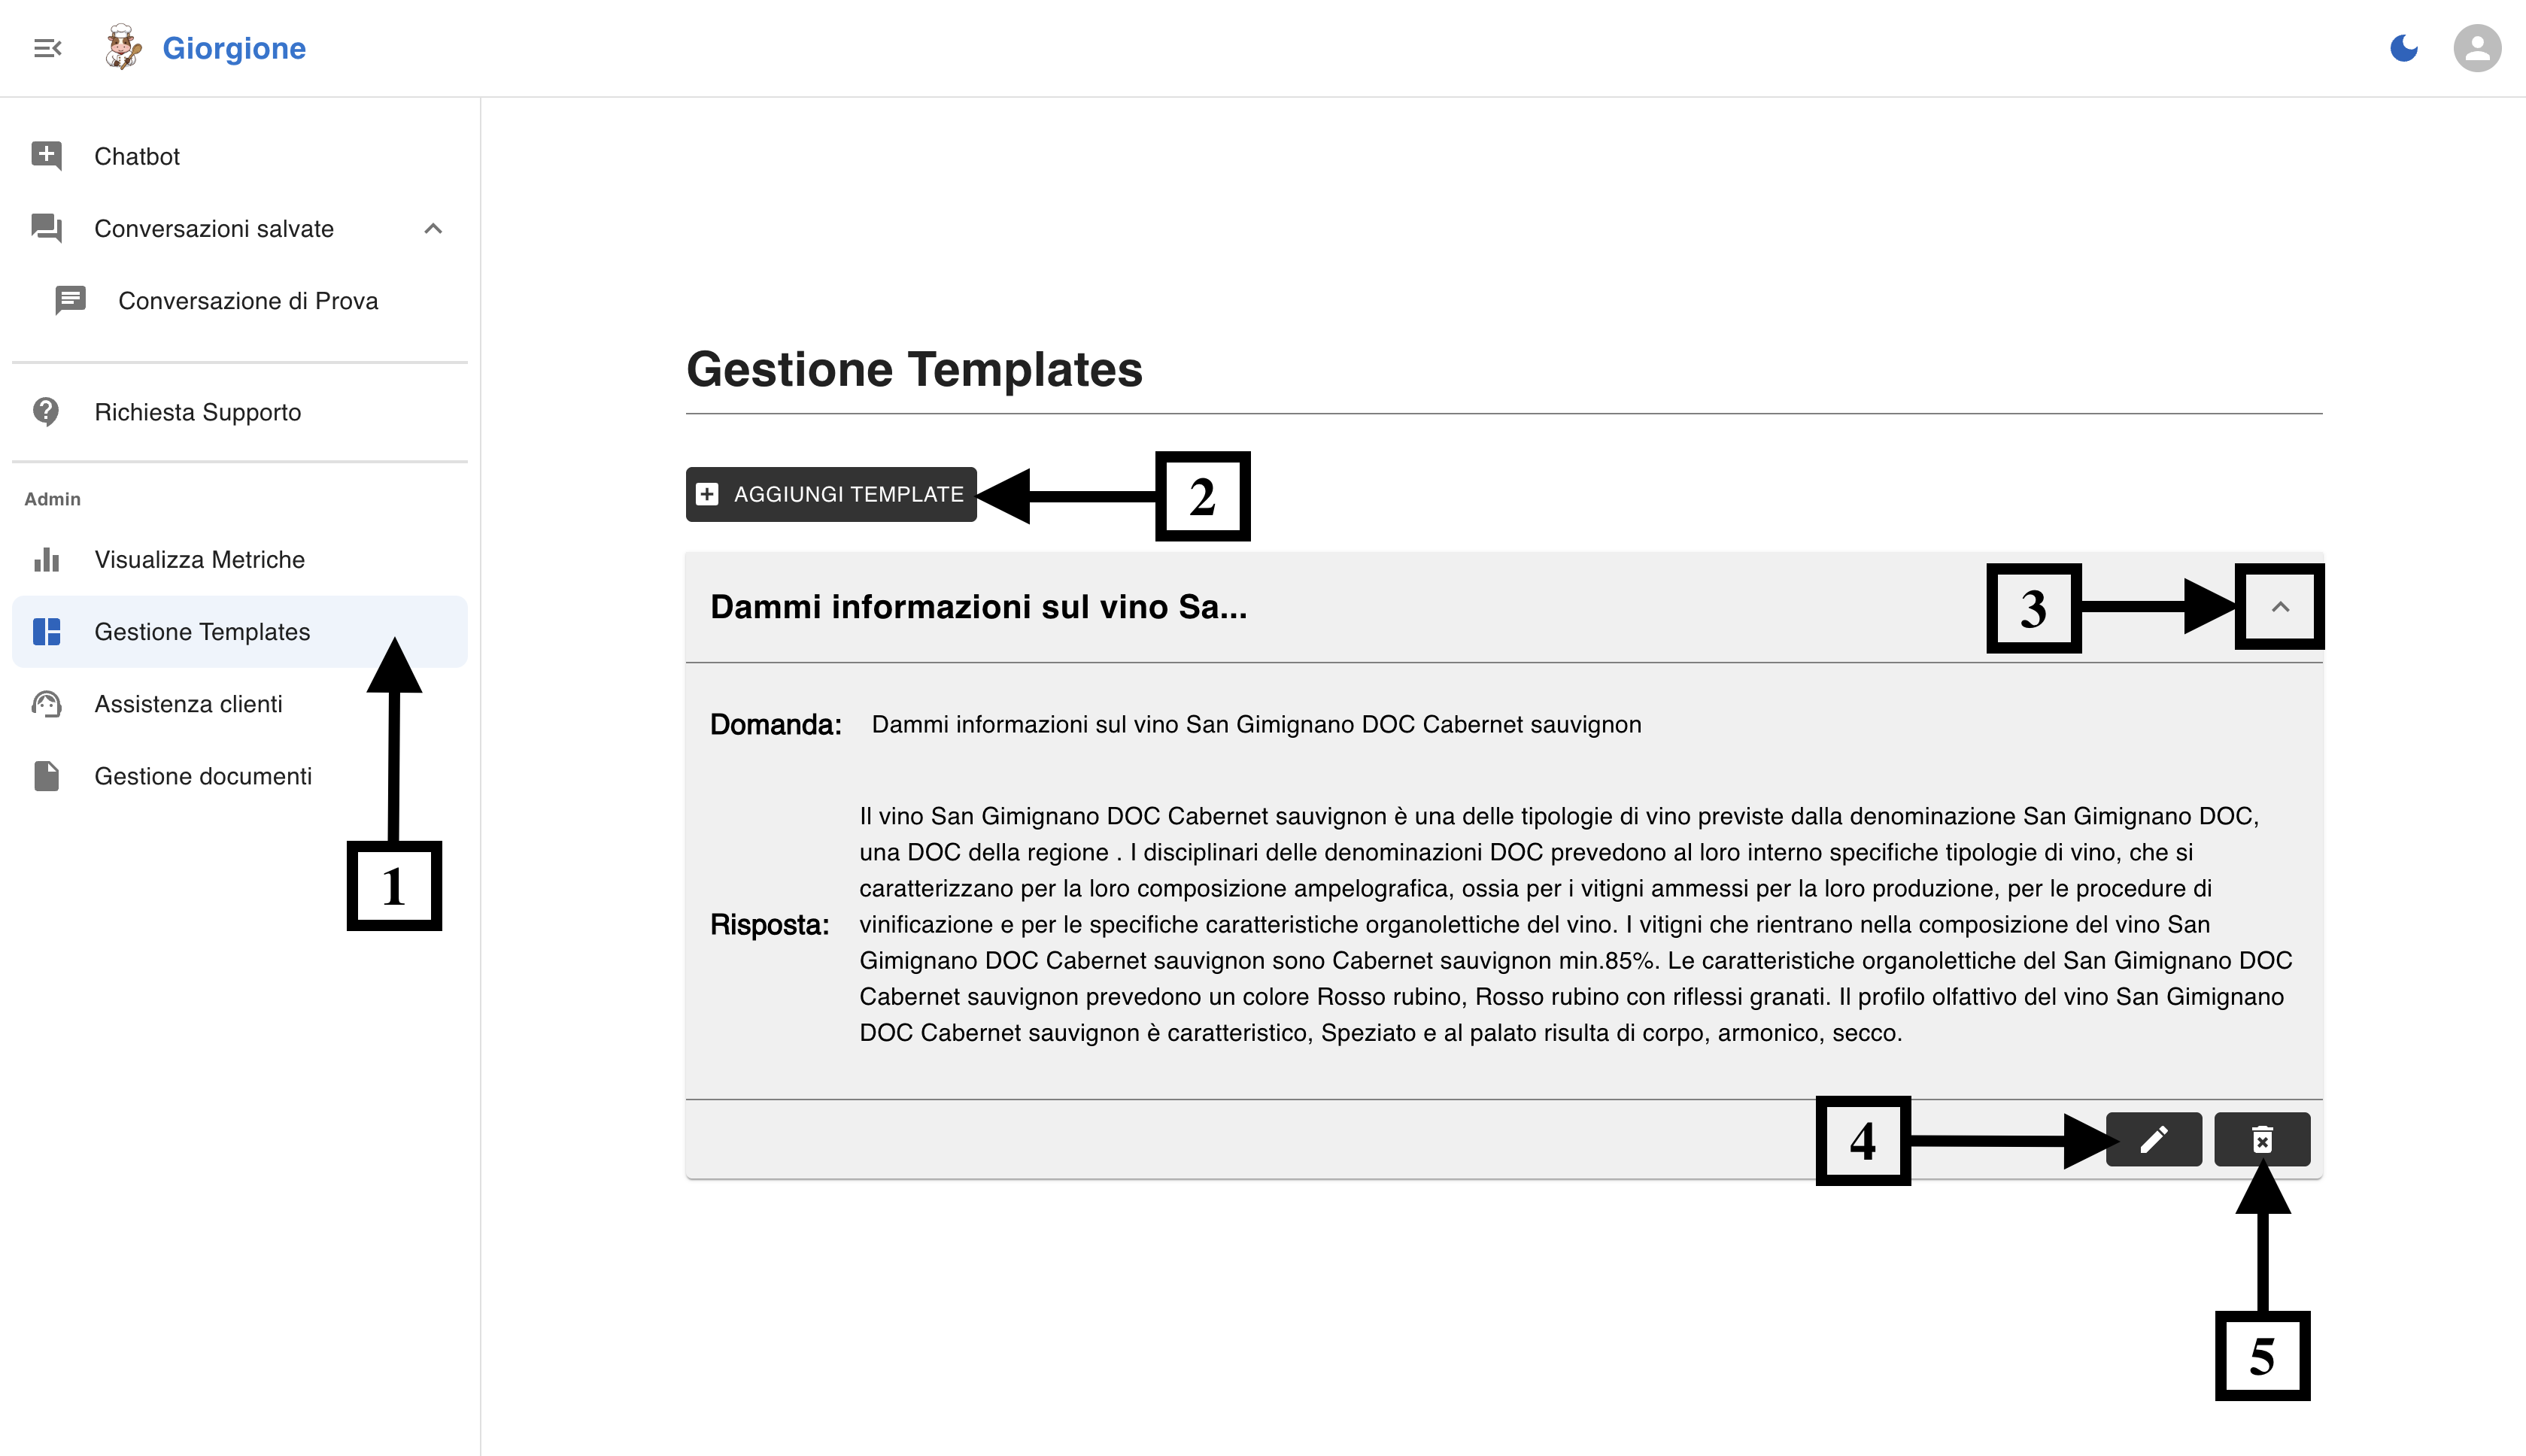 Giorgione
Chatbot
Conversazioni salvate
Conversazione di Prova
Richiesta Supporto
Admin
Visualizza Metriche
Gestione Templates
Assistenza clienti
Gestione documenti
1
Gestione Templates
AGGIUNGI TEMPLATE
2
Dammi informazioni sul vino Sa...
3
Domanda: Dammi informazioni sul vino San Gimignano DOC Cabernet sauvignon
Risposta:
Il vino San Gimignano DOC Cabernet sauvignon è una delle tipologie di vino previste dalla denominazione San Gimignano DOC,
una DOC della regione . I disciplinari delle denominazioni DOC prevedono al loro interno specifiche tipologie di vino, che si
caratterizzano per la loro composizione ampelografica, ossia per i vitigni ammessi per la loro produzione, per le procedure di
vinificazione e per le specifiche caratteristiche organolettiche del vino. I vitigni che rientrano nella composizione del vino San
Gimignano DOC Cabernet sauvignon sono Cabernet sauvignon min.85%. Le caratteristiche organolettiche del San Gimignano DOC
Cabernet sauvignon prevedono un colore Rosso rubino, Rosso rubino con riflessi granati. Il profilo olfattivo del vino San Gimignano
DOC Cabernet sauvignon è caratteristico, Speziato e al palato risulta di corpo, armonico, secco.
4
5